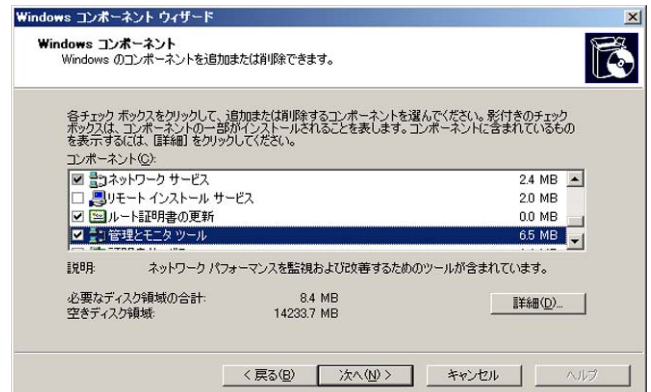 Windows コンポーネント ウィザード
Windows コンポーネント
Windows のコンポーネントを追加または削除できます。
各チェック ボックスをクリックして、追加または削除するコンポーネントを選んでください。影付きのチェック
ボックスは、コンポーネントの一部がインストールされることを表します。コンポーネントに含まれているもの
を表示するには、[詳細] をクリックしてください。
コンポーネント(C):
ネットワーク サービス 2.4 MB
リモート インストール サービス 2.0 MB
ルート証明書の更新 0.0 MB
管理とモニタ ツール 6.5 MB
説明: ネットワーク パフォーマンスを監視および改善するためのツールが含まれています。
必要なディスク領域の合計: 8.4 MB
空きディスク領域: 14233.7 MB
詳細(D)...
< 戻る(B) 次へ(N) > キャンセル ヘルプ